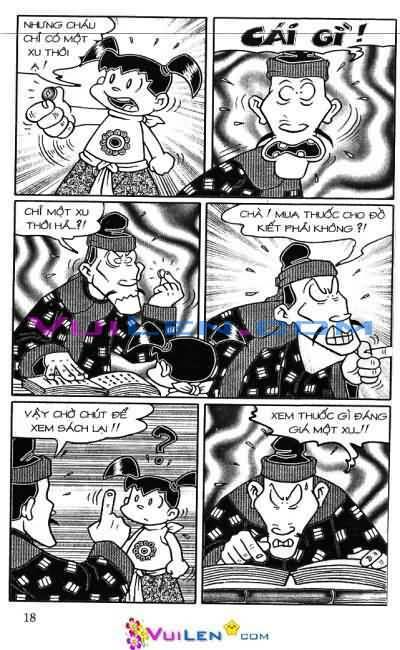 NHƯNG CHÁU
CHỈ CÓ MỘT
XU THÔI
Ạ!
CÁI GÌ!
CHỈ MỘT XU
THÔI HẢ...?!
CHÀ! MUA THUỐC CHO ĐỒ
KIẾT PHẢI KHÔNG?!
VUILEN.COM
VẬY CHỜ CHÚT ĐỂ
XEM SÁCH LẠI!!
?
XEM THUỐC GÌ ĐÁNG
GIÁ MỘT XU...!!
18
VUILEN COM